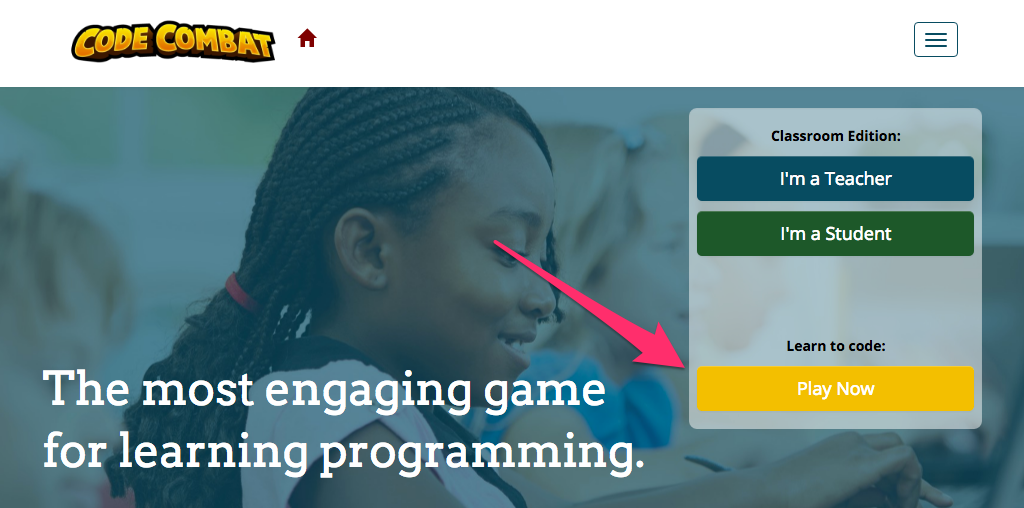 CODE COMBAT
Classroom Edition:
I'm a Teacher
I'm a Student
Learn to code:
Play Now
The most engaging game
for learning programming.